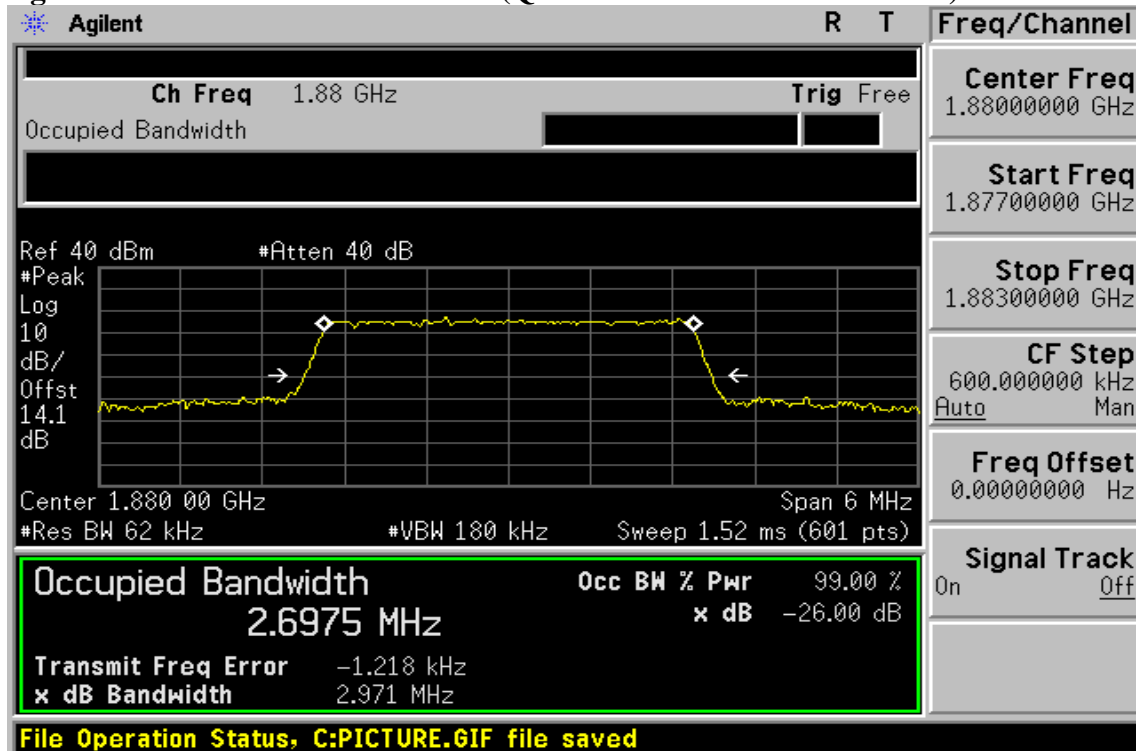 Agilent R T
Ch Freq 1.88 GHz Trig Free
Occupied Bandwidth
Ref 40 dBm #Atten 40 dB
#Peak
Log
10
dB/
Offst
14.1
dB
Center 1.880 00 GHz Span 6 MHz
#Res BW 62 kHz #VBW 180 kHz Sweep 1.52 ms (601 pts)
Occupied Bandwidth Occ BW % Pwr 99.00 %
2.6975 MHz x dB -26.00 dB
Transmit Freq Error -1.218 kHz
x dB Bandwidth 2.971 MHz
File Operation Status, C:PICTURE.GIF file saved
Freq/Channel
Center Freq
1.88000000 GHz
Start Freq
1.87700000 GHz
Stop Freq
1.88300000 GHz
CF Step
600.000000 kHz
Auto Man
Freq Offset
0.00000000 Hz
Signal Track
On Off